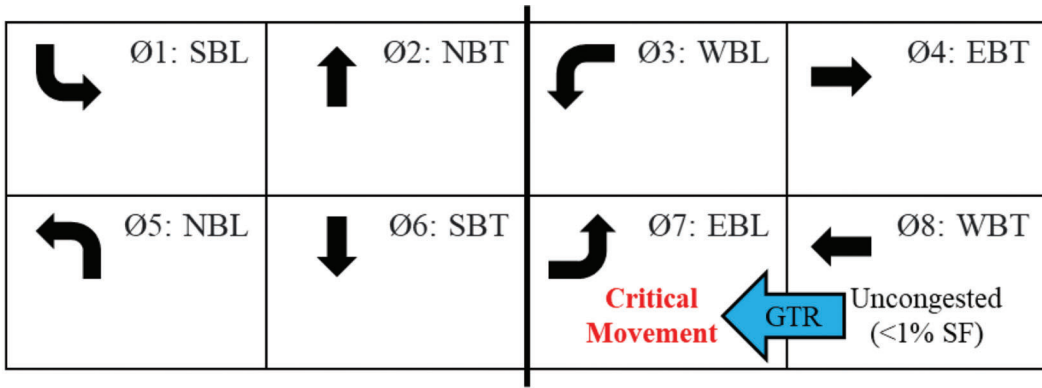 Ø1: SBL
Ø2: NBT
Ø3: WBL
Ø4: EBT
Ø5: NBL
Ø6: SBT
Ø7: EBL
Ø8: WBT
Critical
Movement
GTR
Uncongested
(<1% SF)